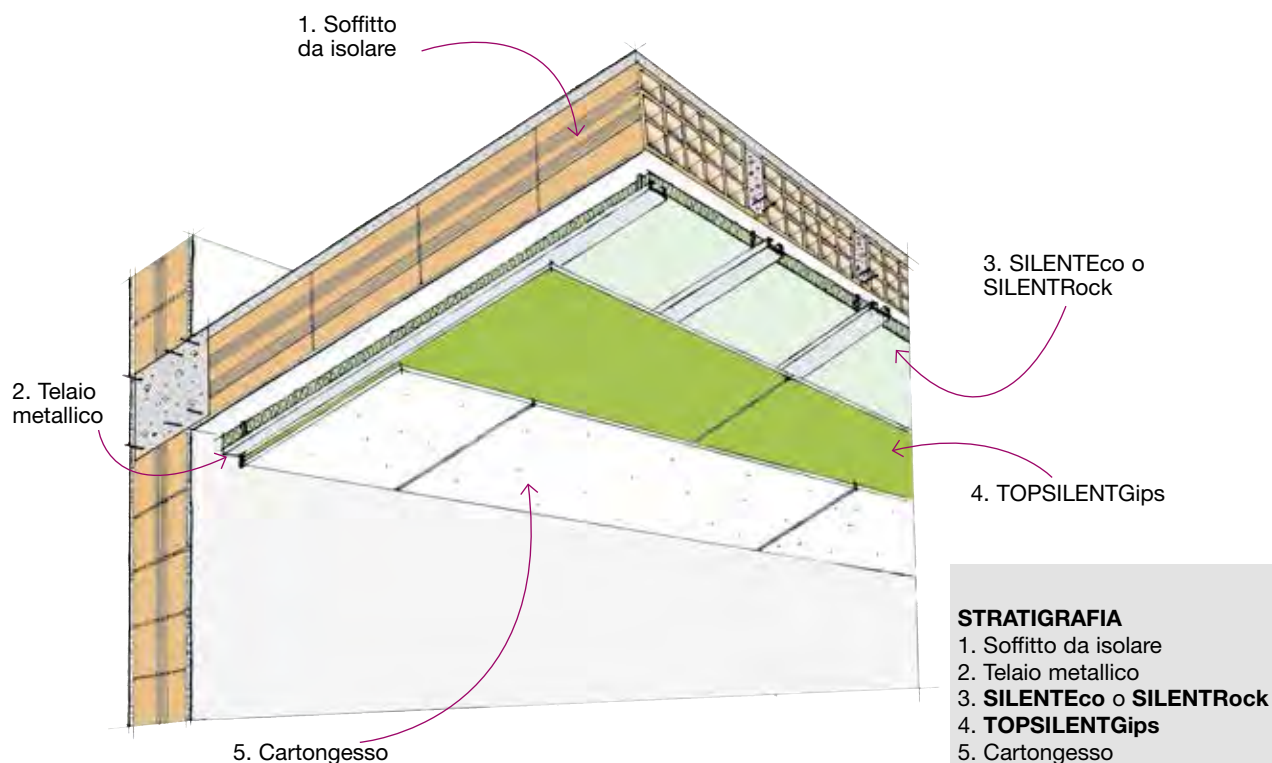 1. Soffitto
da isolare
3. SILENTEco o
SILENTRock
2. Telaio
metallico
4. TOPSILENTGips
5. Cartongesso
STRATIGRAFIA
1. Soffitto da isolare
2. Telaio metallico
3. SILENTEco o SILENTRock
4. TOPSILENTGips
5. Cartongesso